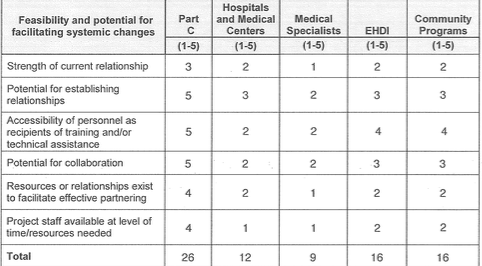 Feasibility and potential for facilitating systemic changes | Part C (1-5) | Hospitals and Medical Centers (1-5) | Medical Specialists (1-5) | EHDI (1-5) | Community Programs (1-5)
Strength of current relationship 3 2 1 2 2
Potential for establishing relationships 5 3 2 3 3
Accessibility of personnel as recipients of training and/or technical assistance 5 2 2 4 4
Potential for collaboration 5 2 2 3 3
Resources or relationships exist to facilitate effective partnering 4 2 1 2 2
Project staff available at level of time/resources needed 4 1 1 2 2
Total 26 12 9 16 16